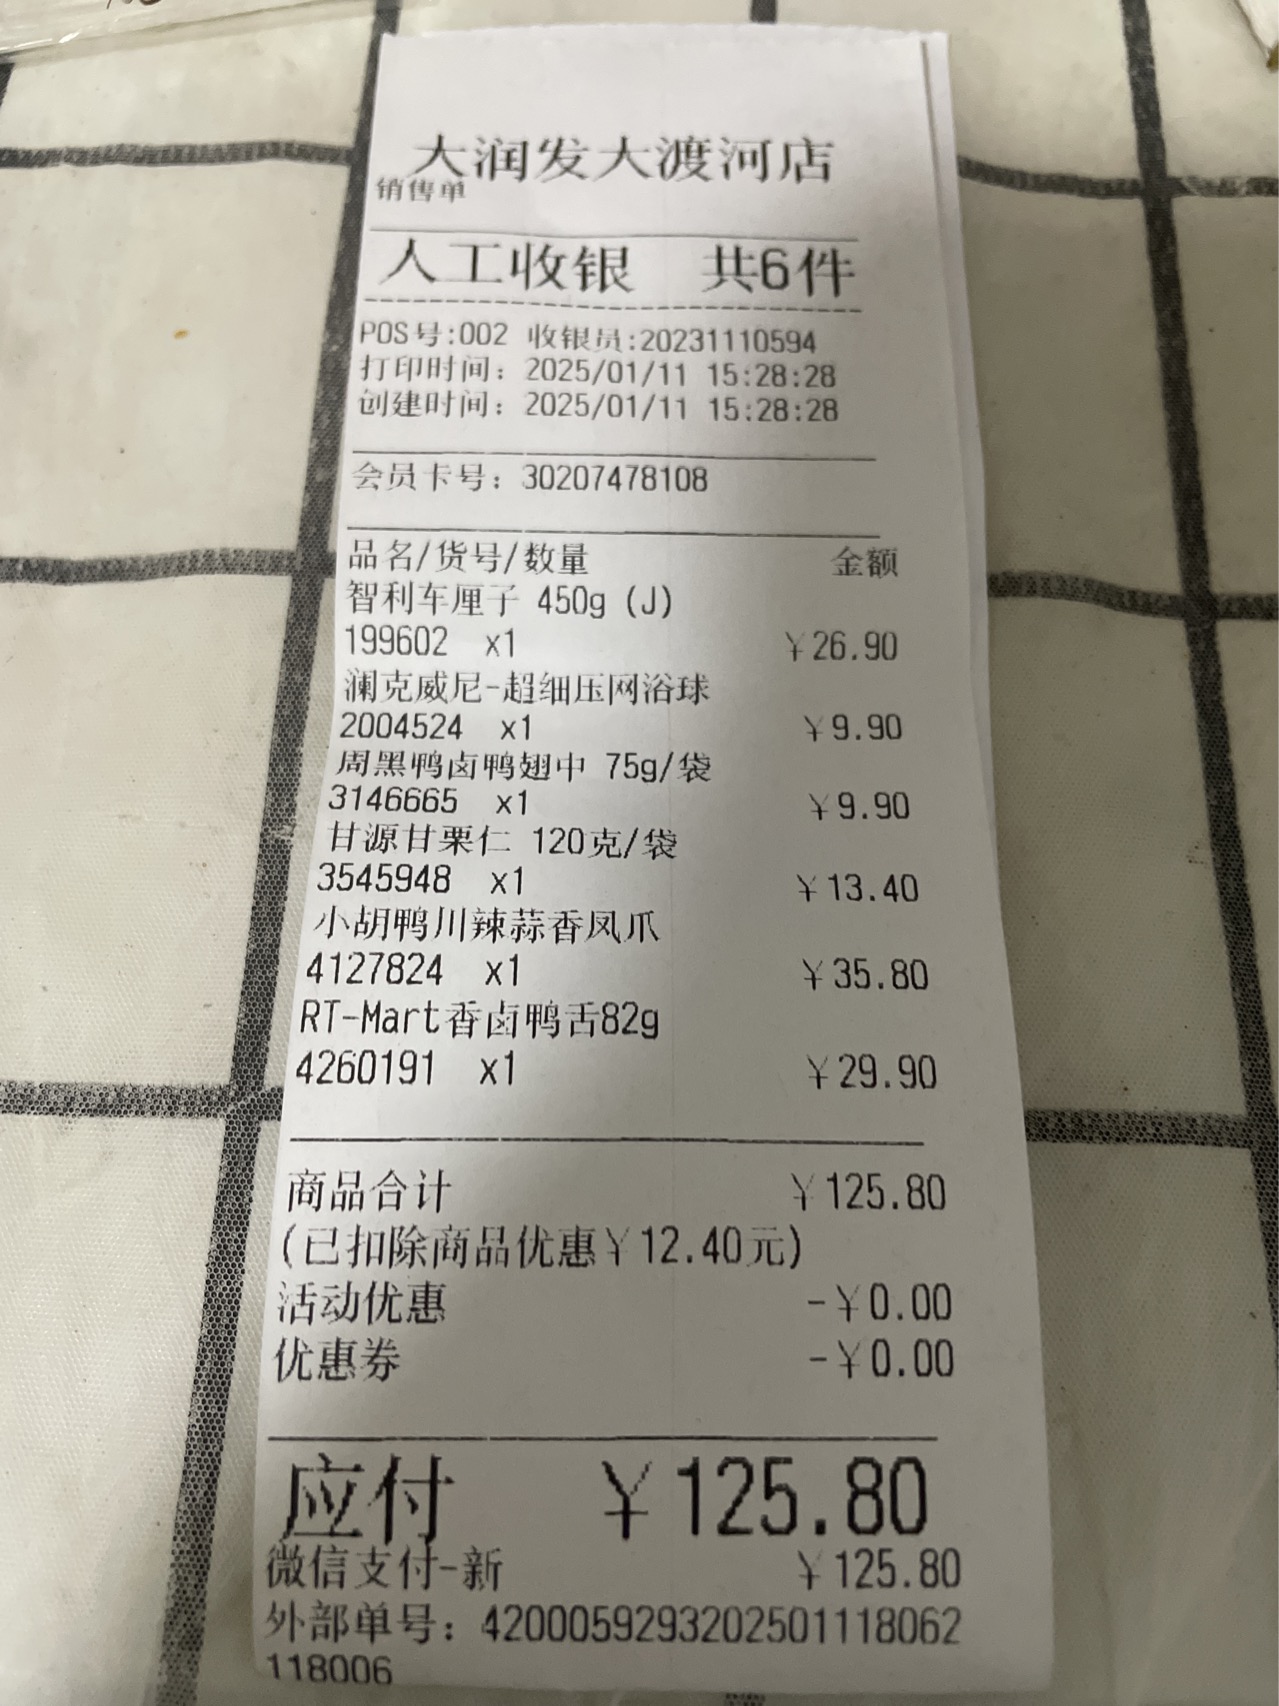 大润发大渡河店
销售单
人工收银 共6件
POS号:002 收银员:20231110594
打印时间：2025/01/11 15:28:28
创建时间：2025/01/11 15:28:28
会员卡号：30207478108
品名/货号/数量 金额
智利车厘子 450g (J)
199602 x1 ￥26.90
澜克威尼-超细压网浴球
2004524 x1 ￥9.90
周黑鸭卤鸭翅中 75g/袋
3146665 x1 ￥9.90
甘源甘栗仁 120克/袋
3545948 x1 ￥13.40
小胡鸭川辣蒜香凤爪
4127824 x1 ￥35.80
RT-Mart香卤鸭舌82g
4260191 x1 ￥29.90
商品合计 ￥125.80
(已扣除商品优惠￥12.40元)
活动优惠 -￥0.00
优惠券 -￥0.00
应付 ￥125.80
微信支付-新 ￥125.80
外部单号：4200059293202501118062
118006